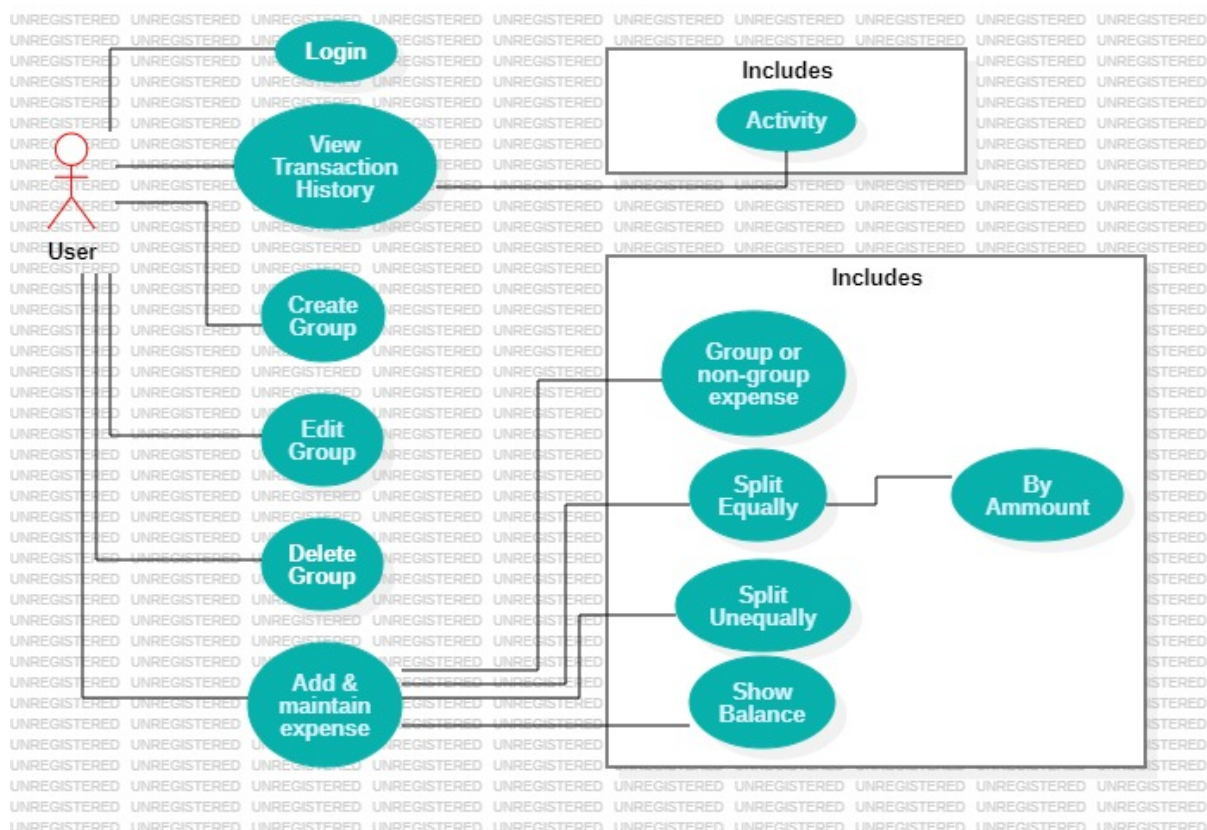 Login
Includes
Activity
View
Transaction
History
User
Includes
Create
Group
Group or
non-group
expense
Edit
Group
Split
Equally
By
Ammount
Delete
Group
Split
Unequally
Add &
maintain
expense
Show
Balance
UNREGISTERED